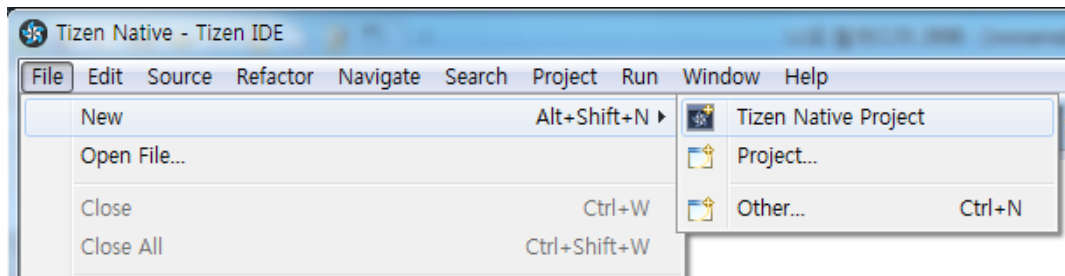 Tizen Native - Tizen IDE
File Edit Source Refactor Navigate Search Project Run Window Help
New Alt+Shift+N
Tizen Native Project
Open File...
Project...
Close Ctrl+W
Other... Ctrl+N
Close All Ctrl+Shift+W